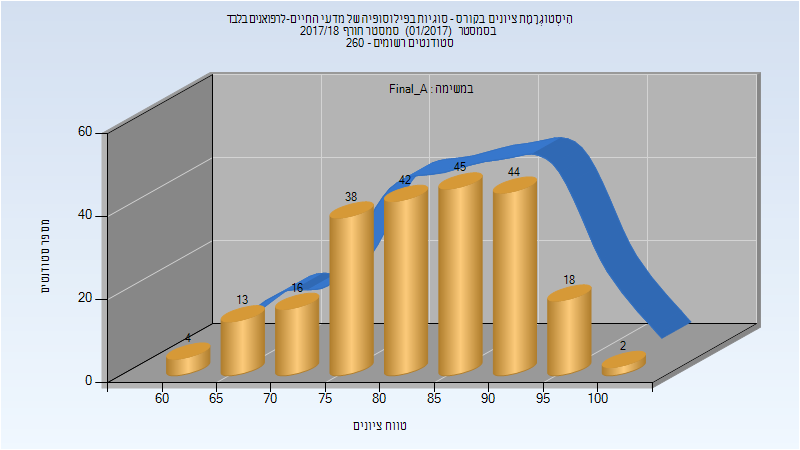 הִיסְטוֹגְרָמַת ציונים בקורס - סוגיות בפילוסופיה של מדעי החיים-לרפואנים בלבד
בסמסטר (01/2017) סמסטר חורף 2017/18
סטודנטים רשומים - 260
במשימה : Final_A
60
40
20
0
מספר סטודנטים
4
13
16
38
42
45
44
18
2
60 65 70 75 80 85 90 95 100
טווח ציונים